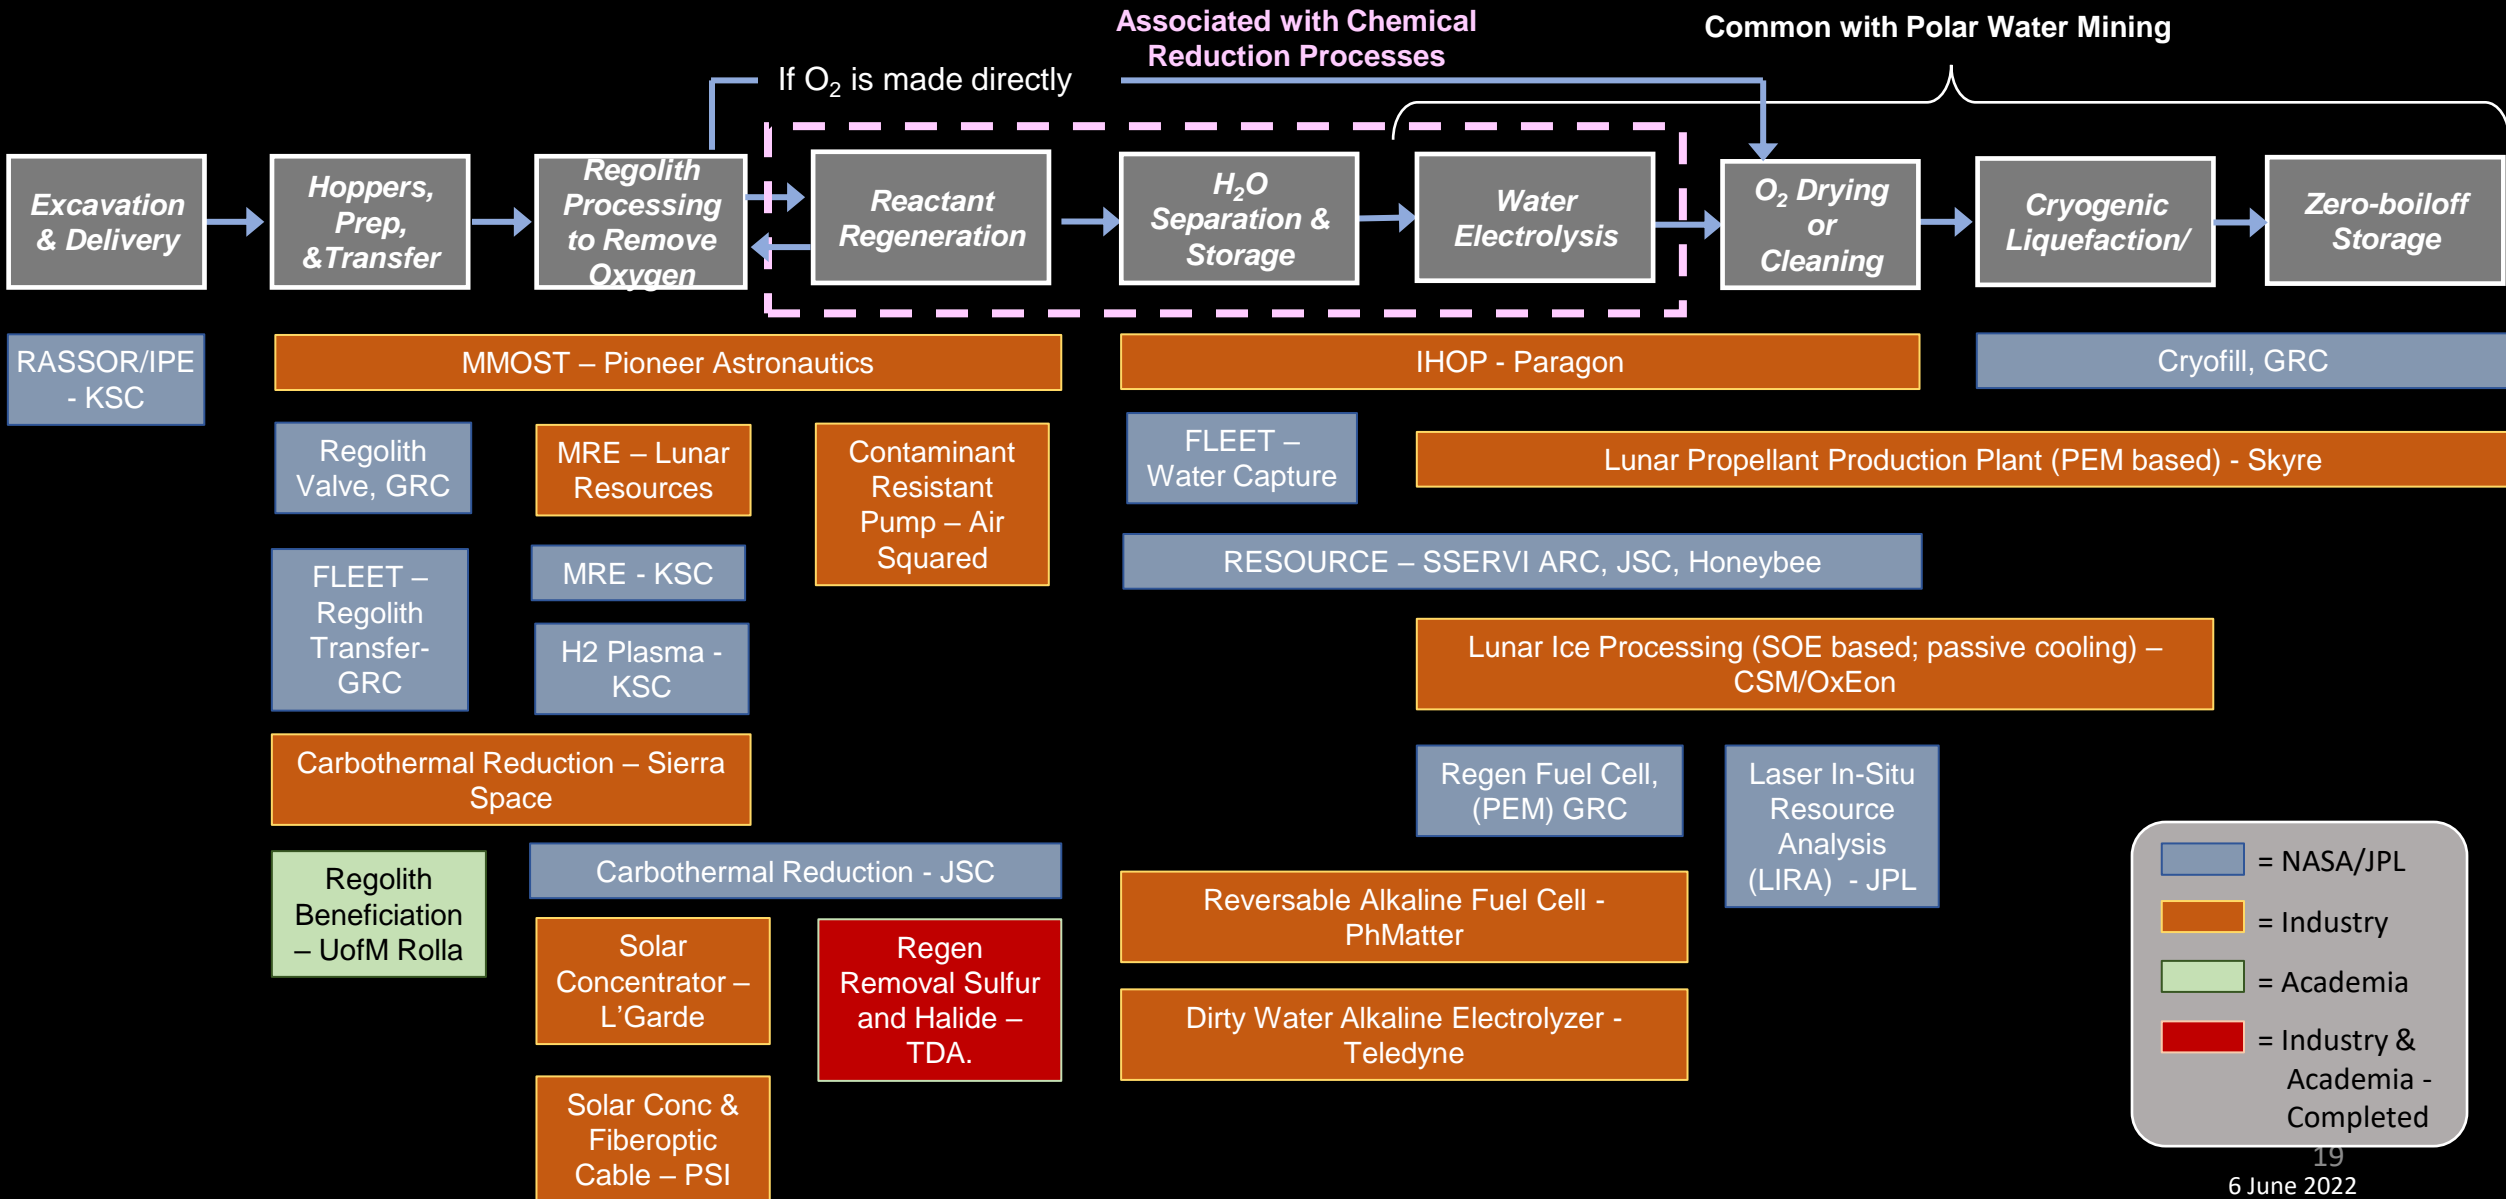 Associated with Chemical
Reduction Processes
Common with Polar Water Mining
If O₂ is made directly
Excavation
& Delivery
Hoppers,
Prep,
&Transfer
Regolith
Processing
to Remove
Oxygen
Reactant
Regeneration
H₂O
Separation &
Storage
Water
Electrolysis
O₂ Drying
or
Cleaning
Cryogenic
Liquefaction/
Zero-boiloff
Storage
RASSOR/IPE
- KSC
MMOST – Pioneer Astronautics
IHOP - Paragon
Cryofill, GRC
Regolith
Valve, GRC
MRE – Lunar
Resources
Contaminant
Resistant
Pump – Air
Squared
FLEET –
Water Capture
Lunar Propellant Production Plant (PEM based) - Skyre
FLEET –
Regolith
Transfer-
GRC
MRE - KSC
RESOURCE – SSERVI ARC, JSC, Honeybee
H2 Plasma -
KSC
Lunar Ice Processing (SOE based; passive cooling) –
CSM/OxEon
Carbothermal Reduction – Sierra
Space
Regen Fuel Cell,
(PEM) GRC
Laser In-Situ
Resource
Analysis
(LIRA)  - JPL
Regolith
Beneficiation
– UofM Rolla
Carbothermal Reduction - JSC
Reversable Alkaline Fuel Cell -
PhMatter
Solar
Concentrator –
L’Garde
Regen
Removal Sulfur
and Halide –
TDA.
Dirty Water Alkaline Electrolyzer -
Teledyne
Solar Conc &
Fiberoptic
Cable – PSI
= NASA/JPL
= Industry
= Academia
= Industry &
Academia -
Completed
19
6 June 2022